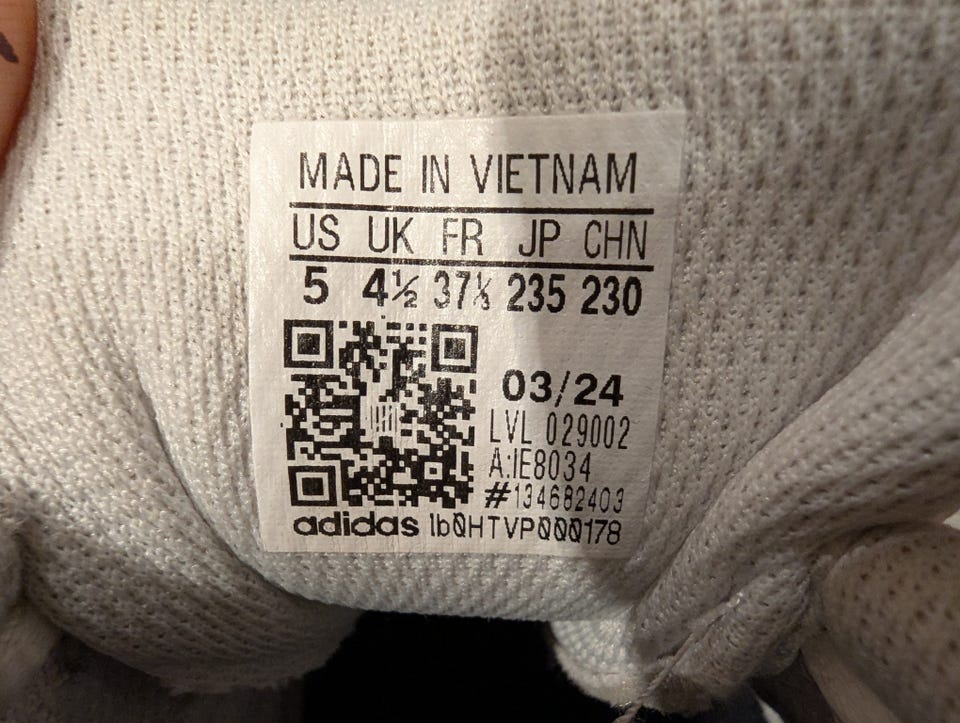 MADE IN VIETNAM
US UK FR JP CHN
5 4½ 37⅓ 235 230
03/24
LVL 029002
A:IE8034
#134682403
adidas 1b0HTVP000178